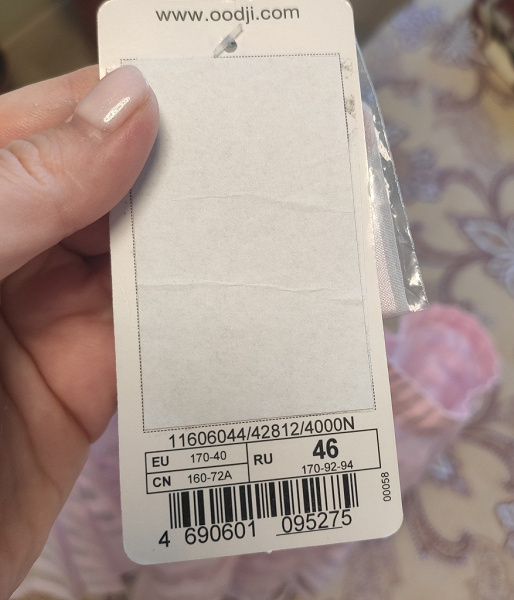 www.oodji.com
11606044/42812/4000N
EU 170-40
RU 46
170-92-94
CN 160-72A
00058
4 690601 095275